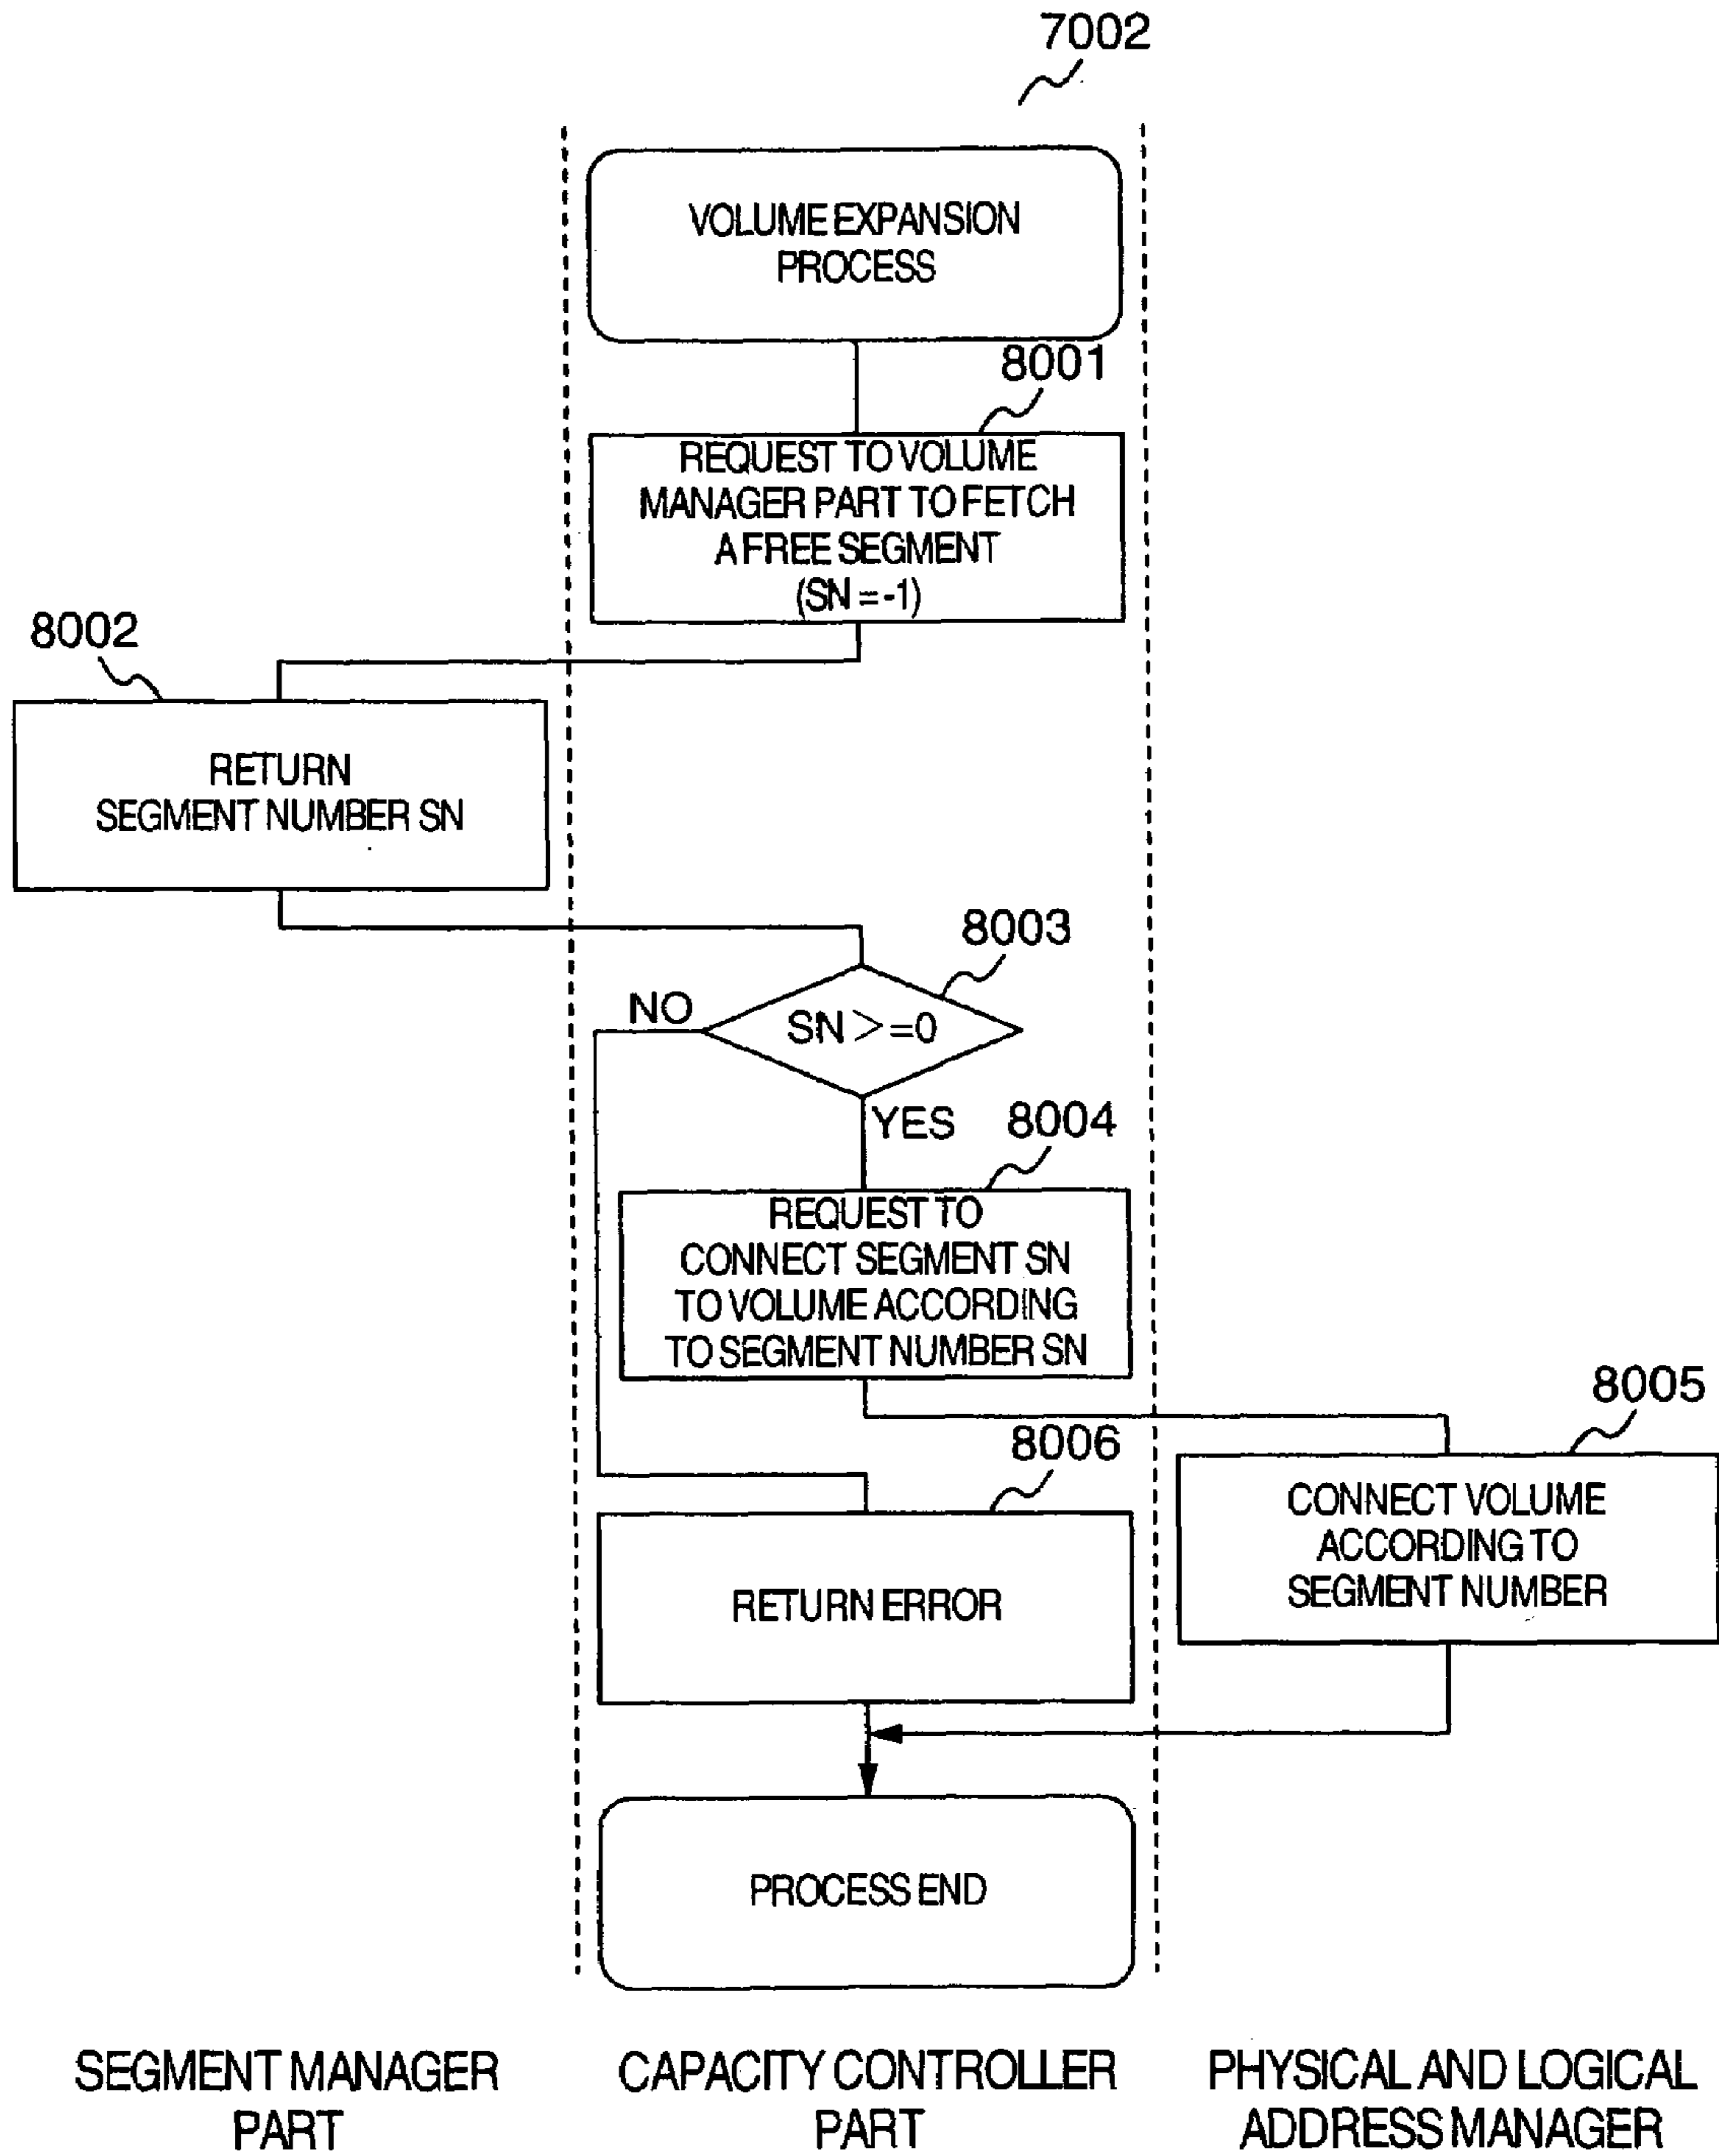 7002
VOLUME EXPANSION
PROCESS
8001
REQUEST TO VOLUME
MANAGER PART TO FETCH
A FREE SEGMENT
(SN = -1)
8002
RETURN
SEGMENT NUMBER SN
8003
NO
SN >=0
YES
8004
REQUEST TO
CONNECT SEGMENT SN
TO VOLUME ACCORDING
TO SEGMENT NUMBER SN
8005
CONNECT VOLUME
ACCORDING TO
SEGMENT NUMBER
8006
RETURN ERROR
PROCESS END
SEGMENT MANAGER
PART
CAPACITY CONTROLLER
PART
PHYSICAL AND LOGICAL
ADDRESS MANAGER